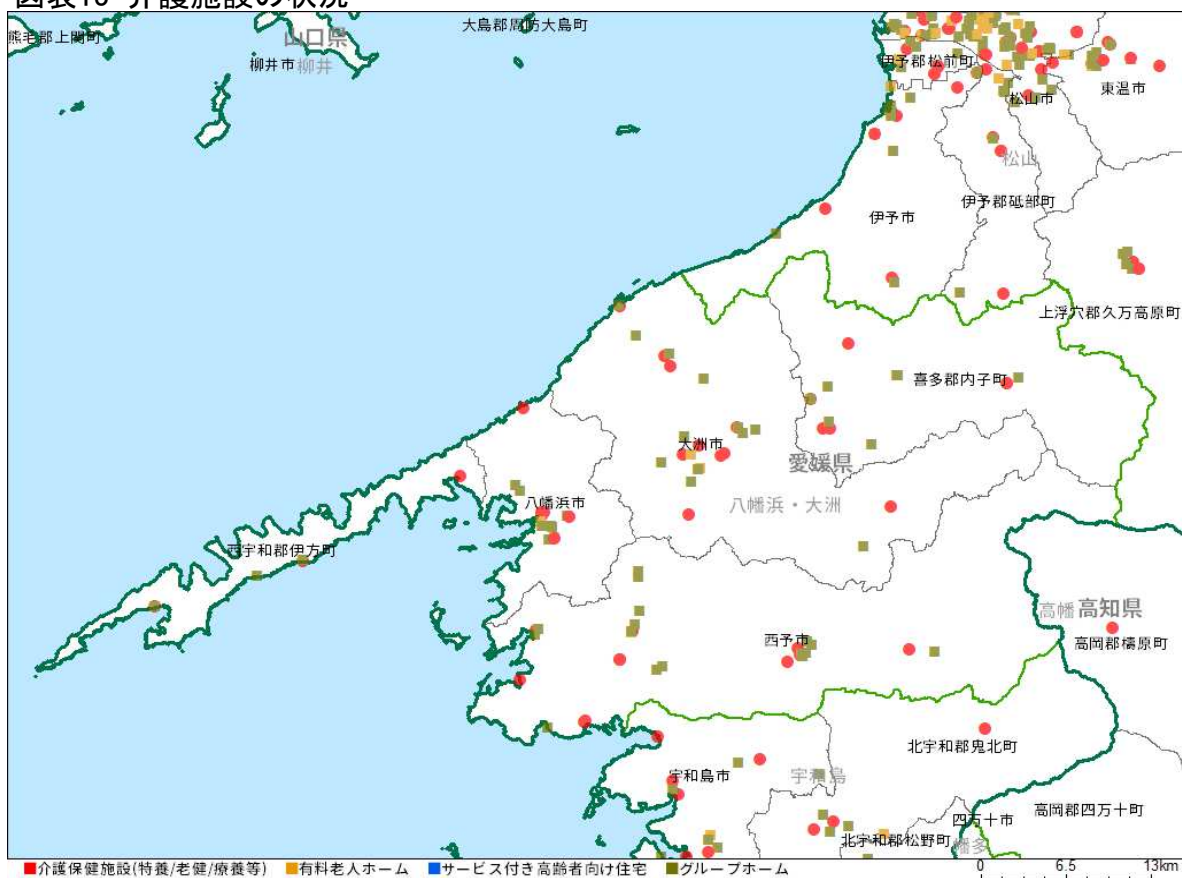 図表10 介護施設の状況
熊毛郡上関町
山口県
大島郡周防大島町
柳井市 柳井
伊予郡松前町
松山市
東温市
松山
伊予郡砥部町
伊予市
上浮穴郡久万高原町
喜多郡内子町
大洲市
愛媛県
八幡浜・大洲
八幡浜市
西宇和郡伊方町
高幡 高知県
西予市
高岡郡檮原町
北宇和郡鬼北町
宇和島市
宇和島
高岡郡四万十町
四万十市
北宇和郡松野町
幡多
介護保健施設(特養/老健/療養等) 有料老人ホーム サービス付き高齢者向け住宅 グループホーム 0 6.5 13km